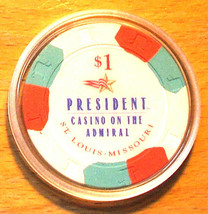 $1
PRESIDENT
CASINO ON THE
ADMIRAL
ST. LOUIS-MISSOURI